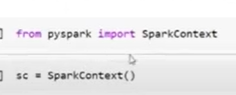 from pyspark import SparkContext
sc = SparkContext()